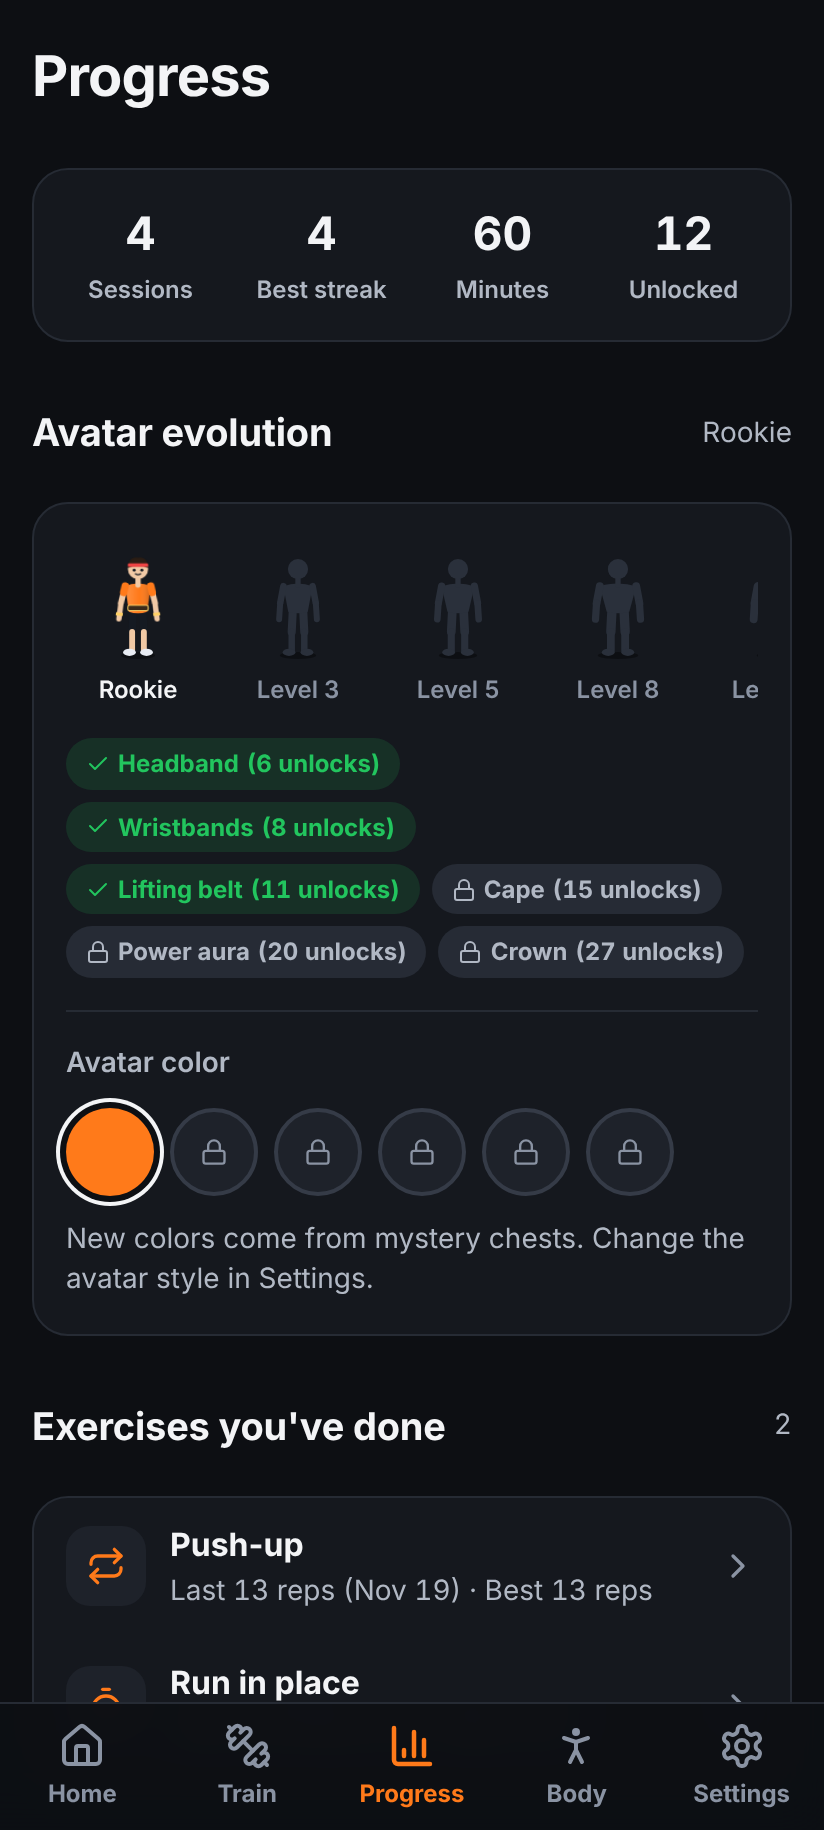 Progress
4 4 60 12
Sessions Best streak Minutes Unlocked
Avatar evolution Rookie
Rookie Level 3 Level 5 Level 8 Le
Headband (6 unlocks)
Wristbands (8 unlocks)
Lifting belt (11 unlocks) Cape (15 unlocks)
Power aura (20 unlocks) Crown (27 unlocks)
Avatar color
New colors come from mystery chests. Change the
avatar style in Settings.
Exercises you've done 2
Push-up
Last 13 reps (Nov 19) · Best 13 reps
Run in place
Home Train Progress Body Settings